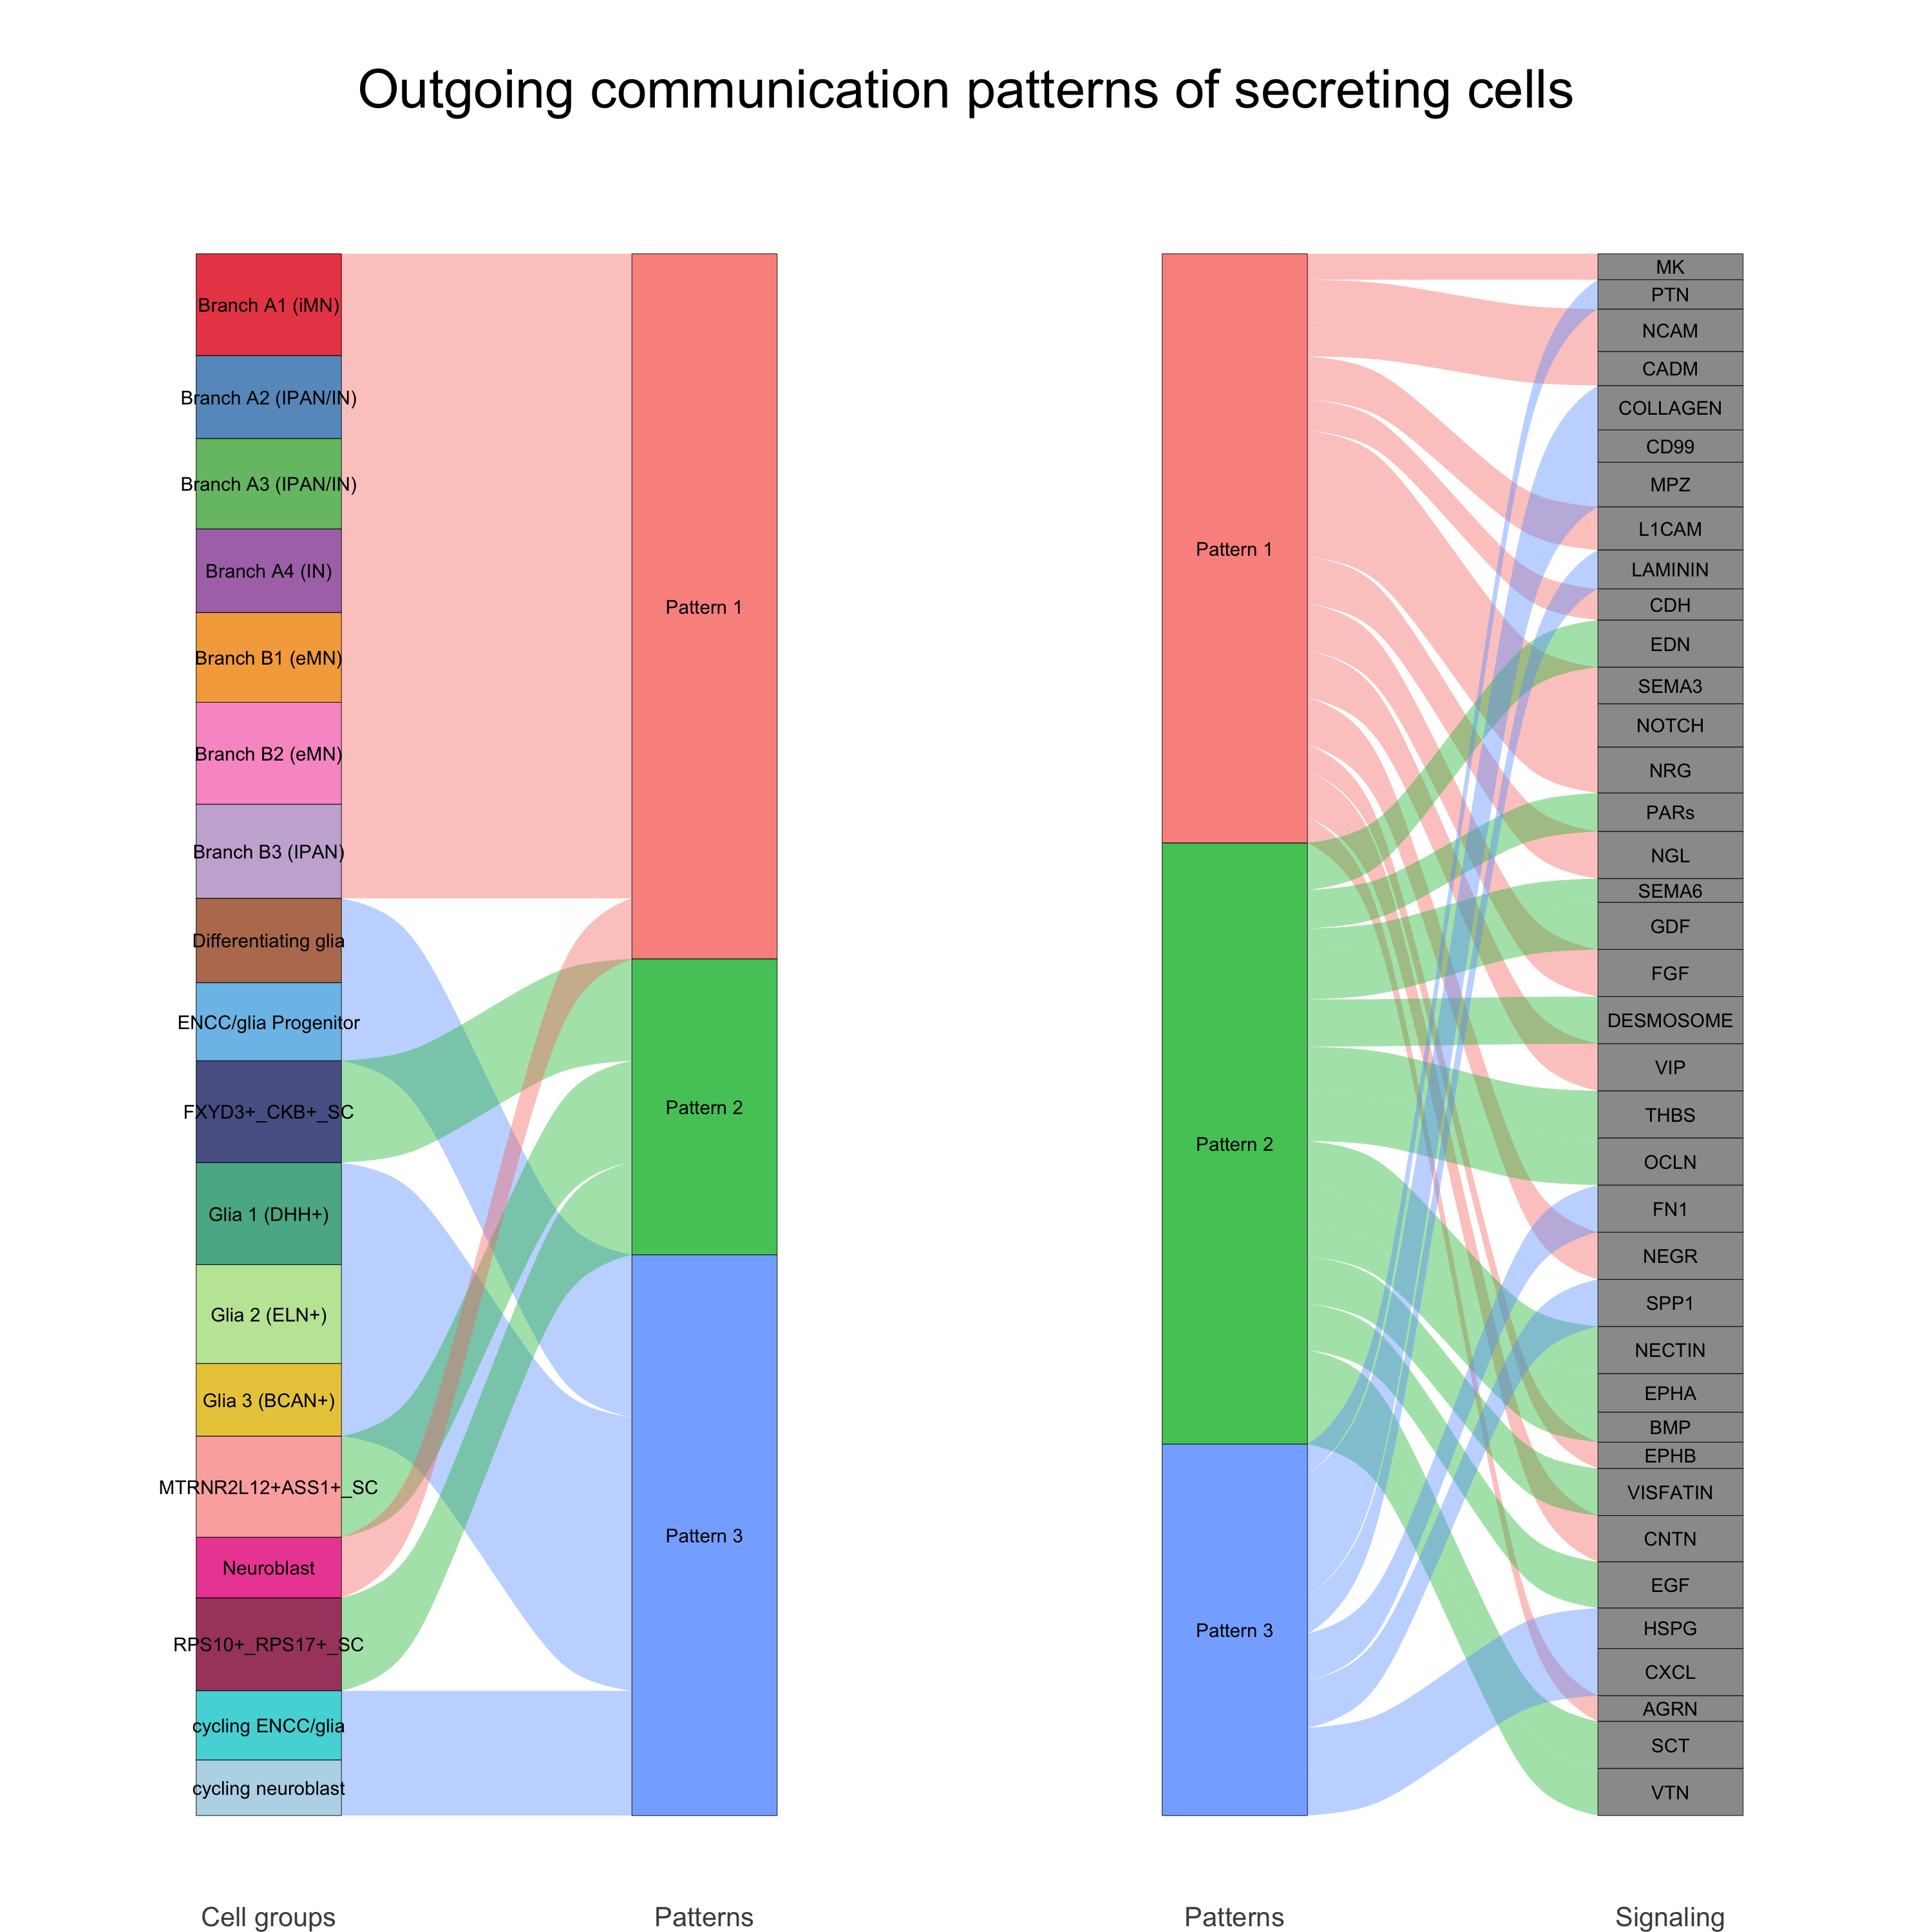 Outgoing communication patterns of secreting cells
Branch A1 (iMN)
Branch A2 (IPAN/IN)
Branch A3 (IPAN/IN)
Branch A4 (IN)
Branch B1 (eMN)
Branch B2 (eMN)
Branch B3 (IPAN)
Differentiating glia
ENCC/glia Progenitor
FXYD3+_CKB+_SC
Glia 1 (DHH+)
Glia 2 (ELN+)
Glia 3 (BCAN+)
MTRNR2L12+ASS1+_SC
Neuroblast
RPS10+_RPS17+_SC
cycling ENCC/glia
cycling neuroblast
Pattern 1
Pattern 2
Pattern 3
Pattern 1
Pattern 2
Pattern 3
MK
PTN
NCAM
CADM
COLLAGEN
CD99
MPZ
L1CAM
LAMININ
CDH
EDN
SEMA3
NOTCH
NRG
PARs
NGL
SEMA6
GDF
FGF
DESMOSOME
VIP
THBS
OCLN
FN1
NEGR
SPP1
NECTIN
EPHA
BMP
EPHB
VISFATIN
CNTN
EGF
HSPG
CXCL
AGRN
SCT
VTN
Cell groups
Patterns
Patterns
Signaling